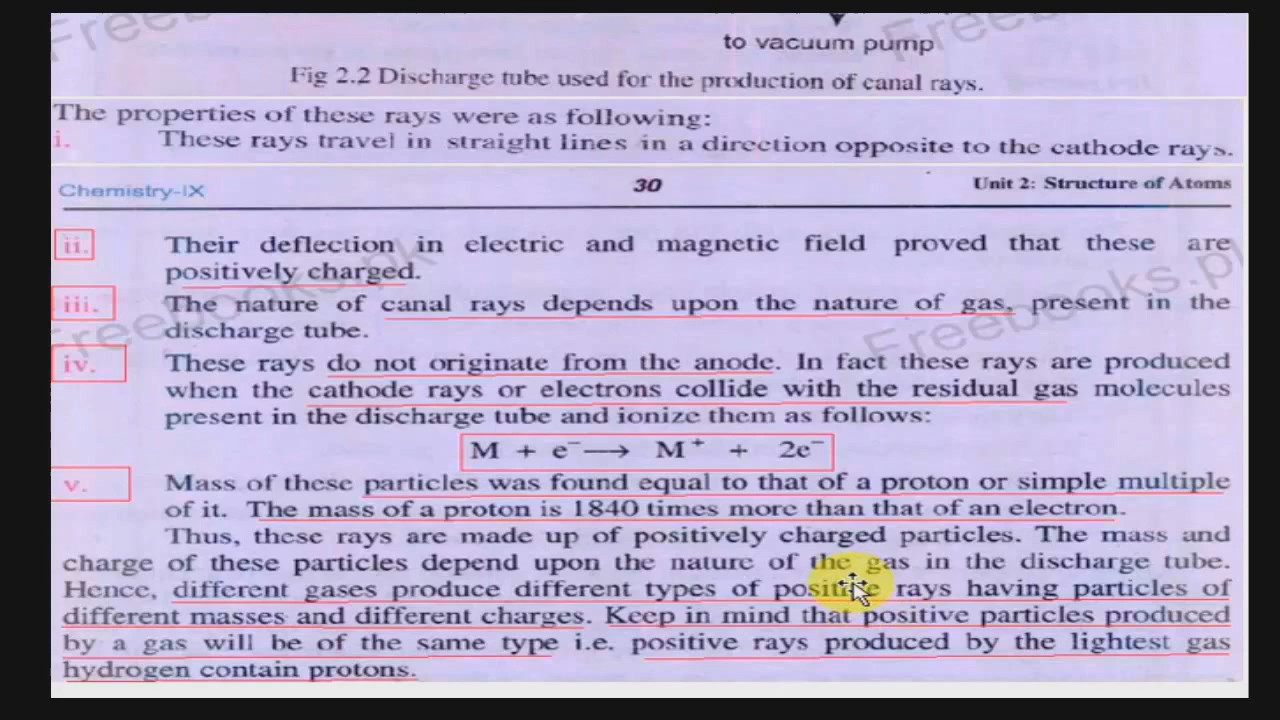 to vacuum pump
Fig 2.2 Discharge tube used for the production of canal rays.
The properties of these rays were as following:
i. These rays travel in straight lines in a direction opposite to the cathode rays.
Chemistry-IX 30 Unit 2: Structure of Atoms
ii. Their deflection in electric and magnetic field proved that these are
positively charged.
iii. The nature of canal rays depends upon the nature of gas, present in the
discharge tube.
iv. These rays do not originate from the anode. In fact these rays are produced
when the cathode rays or electrons collide with the residual gas molecules
present in the discharge tube and ionize them as follows:
M + e⁻ ⟶ M⁺ + 2e⁻
v. Mass of these particles was found equal to that of a proton or simple multiple
of it. The mass of a proton is 1840 times more than that of an electron.
Thus, these rays are made up of positively charged particles. The mass and
charge of these particles depend upon the nature of the gas in the discharge tube.
Hence, different gases produce different types of positive rays having particles of
different masses and different charges. Keep in mind that positive particles produced
by a gas will be of the same type i.e. positive rays produced by the lightest gas
hydrogen contain protons.
Freebooks.pk
Freebooks.pk